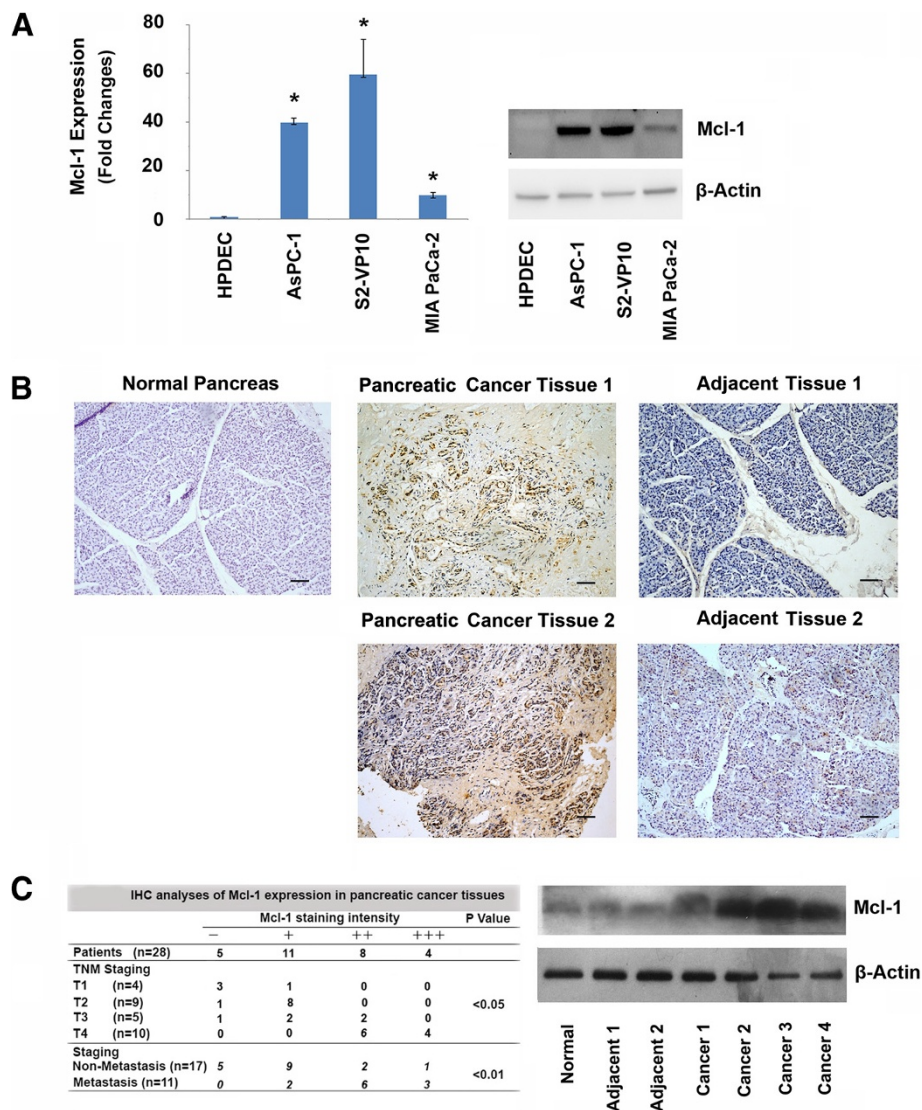 A
Mcl-1 Expression
(Fold Changes)
80
60
40
20
0
*
*
*
HPDEC
AsPC-1
S2-VP10
MIA PaCa-2
Mcl-1
β-Actin
HPDEC
AsPC-1
S2-VP10
MIA PaCa-2
B
Normal Pancreas
Pancreatic Cancer Tissue 1
Adjacent Tissue 1
Pancreatic Cancer Tissue 2
Adjacent Tissue 2
C
IHC analyses of Mcl-1 expression in pancreatic cancer tissues
Mcl-1 staining intensity P Value
− + ++ +++
Patients (n=28) 5 11 8 4
TNM Staging
T1 (n=4) 3 1 0 0
T2 (n=9) 1 8 0 0
<0.05
T3 (n=5) 1 2 2 0
T4 (n=10) 0 0 6 4
Staging
Non-Metastasis (n=17) 5 9 2 1
<0.01
Metastasis (n=11) 0 2 6 3
Mcl-1
β-Actin
Normal
Adjacent 1
Adjacent 2
Cancer 1
Cancer 2
Cancer 3
Cancer 4